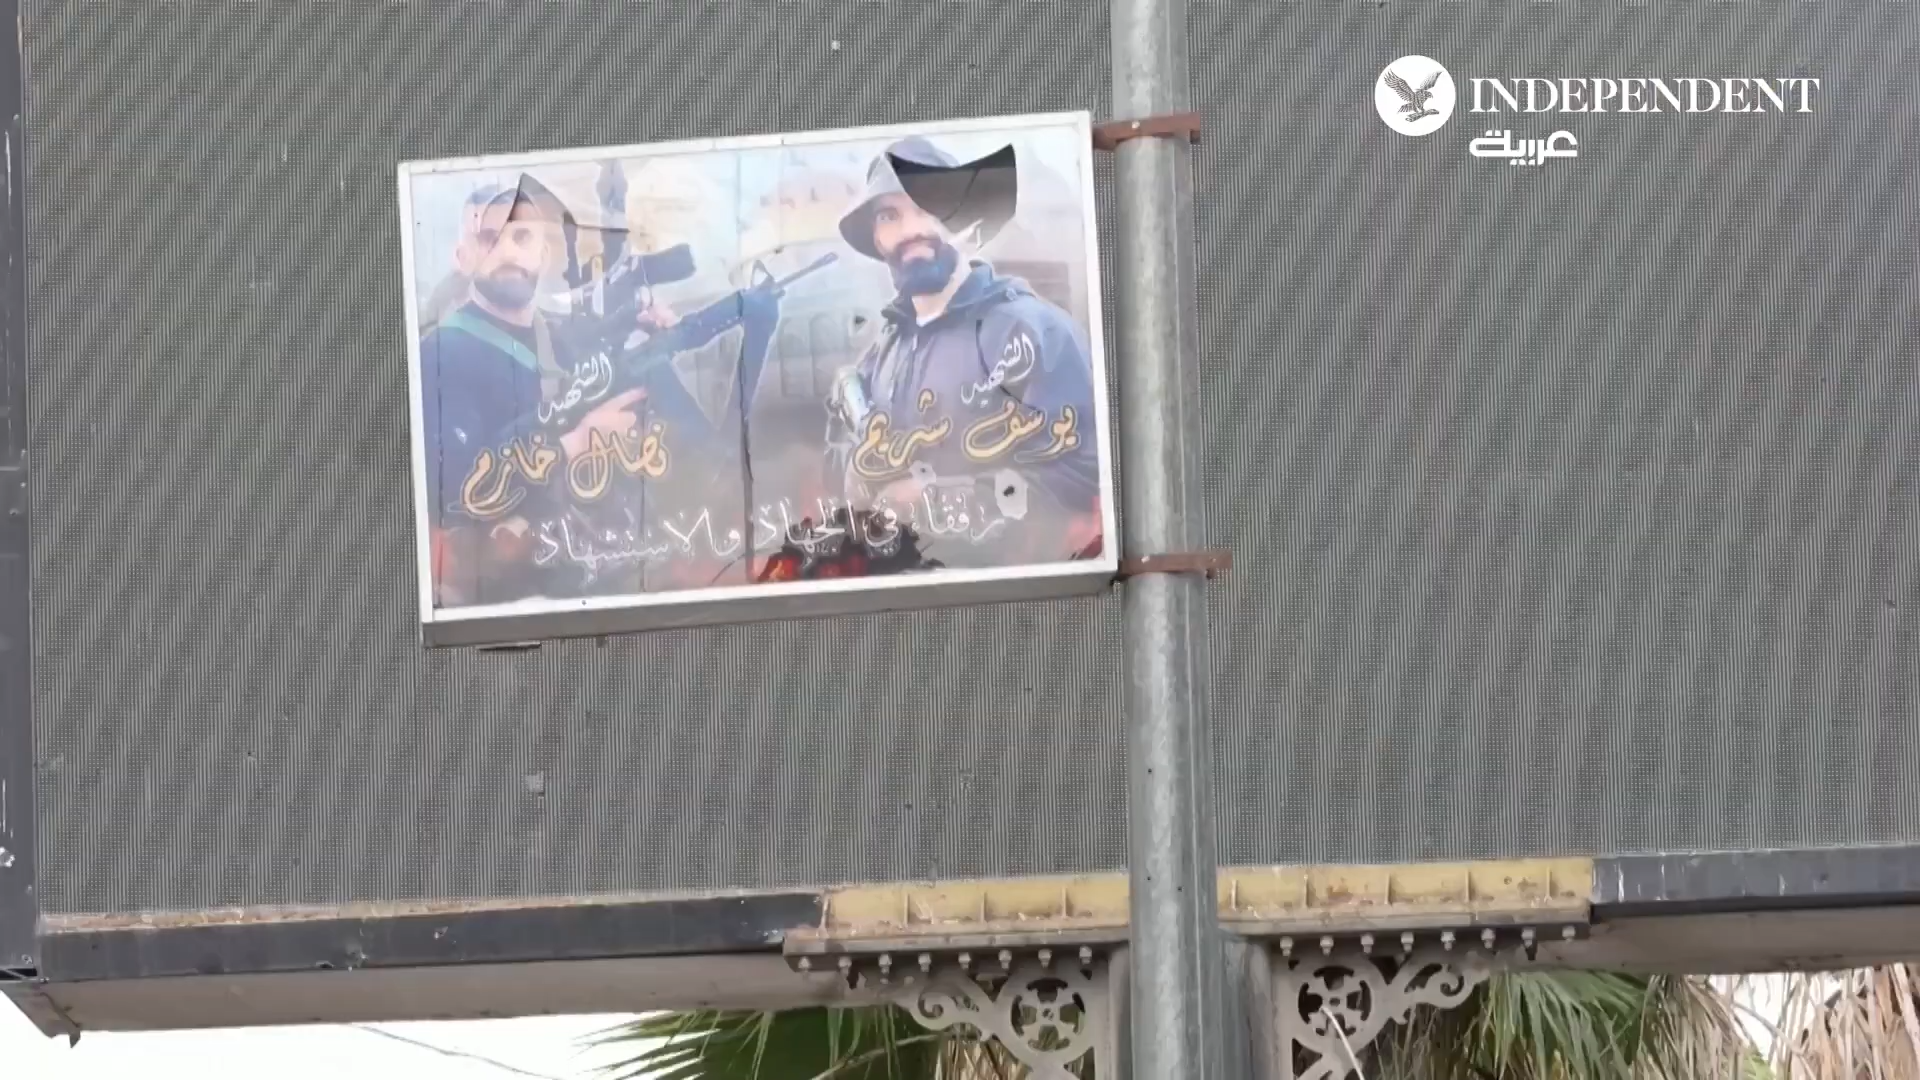 INDEPENDENT
عربية
الشهيد
يوسف شريم
الشهيد
نضال خازم
رفقاء في الجهاد والاستشهاد